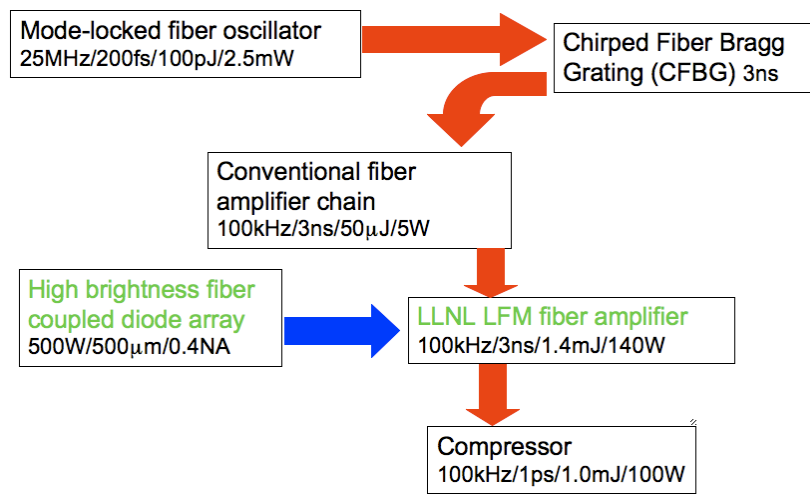 Mode-locked fiber oscillator
25MHz/200fs/100pJ/2.5mW
Chirped Fiber Bragg
Grating (CFBG) 3ns
Conventional fiber
amplifier chain
100kHz/3ns/50μJ/5W
High brightness fiber
coupled diode array
500W/500μm/0.4NA
LLNL LFM fiber amplifier
100kHz/3ns/1.4mJ/140W
Compressor
100kHz/1ps/1.0mJ/100W